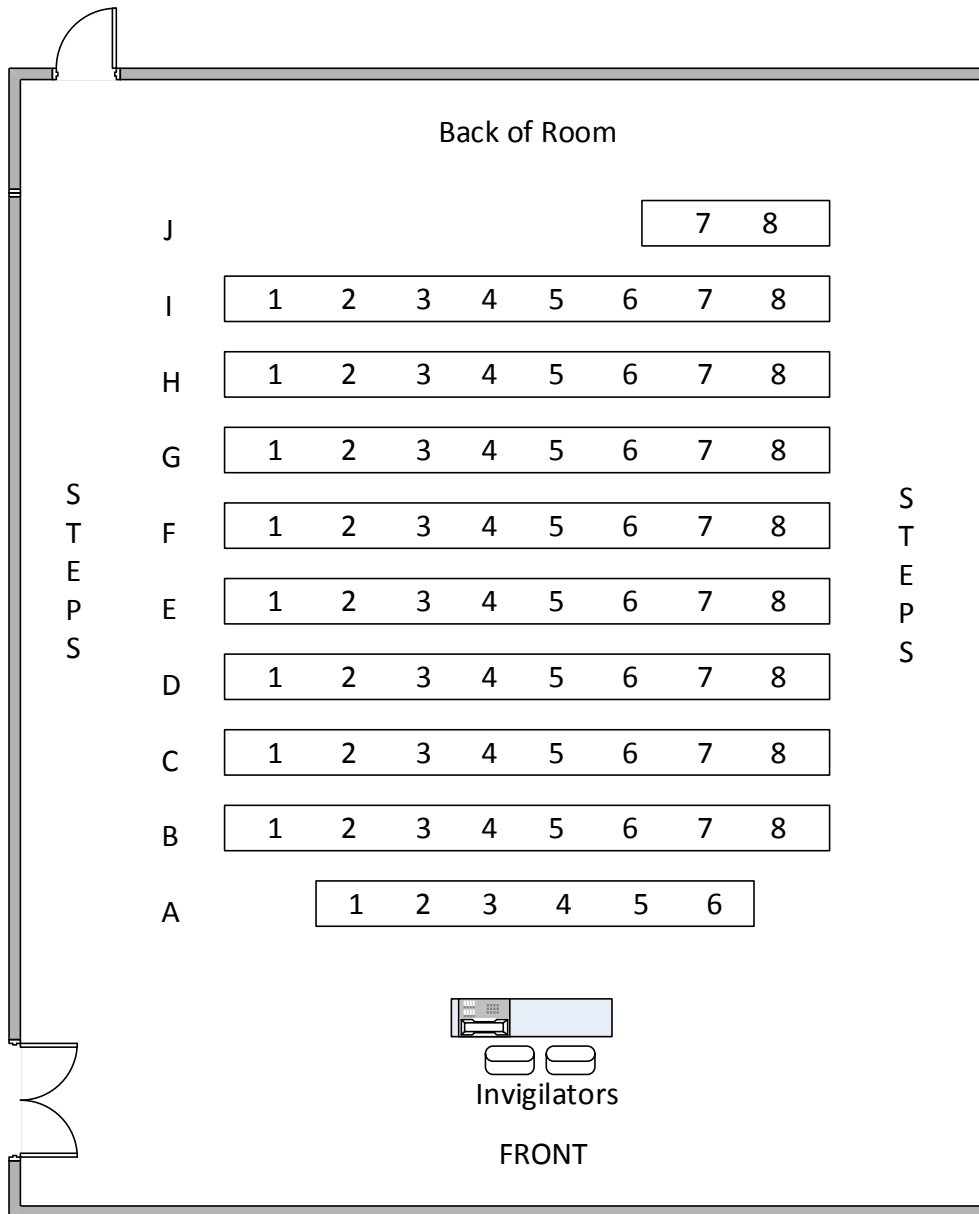 Back of Room
J 7 8
I 1 2 3 4 5 6 7 8
H 1 2 3 4 5 6 7 8
G 1 2 3 4 5 6 7 8
F 1 2 3 4 5 6 7 8
E 1 2 3 4 5 6 7 8
D 1 2 3 4 5 6 7 8
C 1 2 3 4 5 6 7 8
B 1 2 3 4 5 6 7 8
A 1 2 3 4 5 6
STEPS
STEPS
Invigilators
FRONT